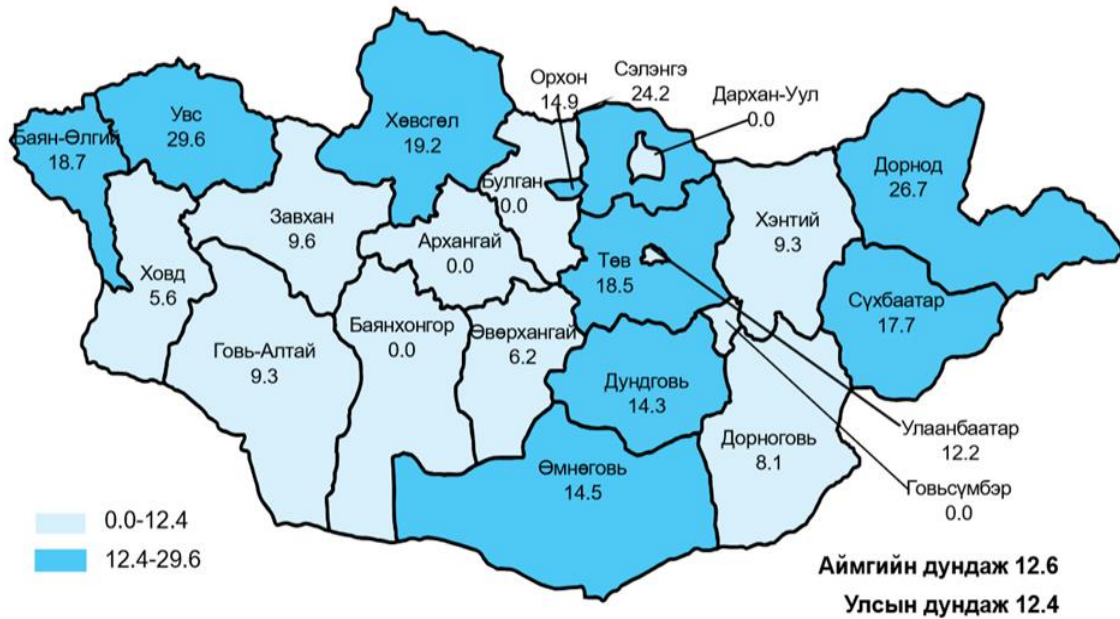 Орхон
14.9
Сэлэнгэ
24.2
Дархан-Уул
0.0
Увс
29.6
Баян-Өлгий
18.7
Хөвсгөл
19.2
Дорнод
26.7
Булган
0.0
Завхан
9.6
Архангай
0.0
Хэнтий
9.3
Ховд
5.6
Төв
18.5
Сүхбаатар
17.7
Баянхонгор
0.0
Өвөрхангай
6.2
Говь-Алтай
9.3
Дундговь
14.3
Улаанбаатар
12.2
Дорноговь
8.1
Өмнөговь
14.5
Говьсүмбэр
0.0
0.0-12.4
12.4-29.6
Аймгийн дундаж 12.6
Улсын дундаж 12.4